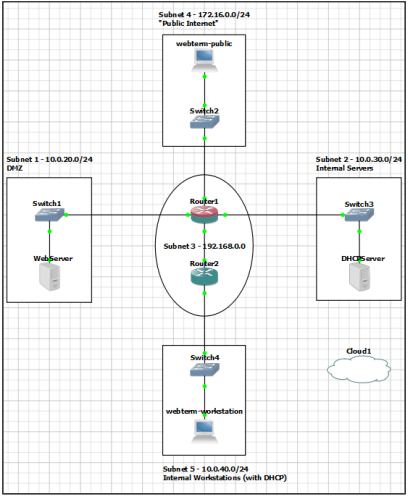 Subnet 4 - 172.16.0.0/24
"Public Internet"
webterm-public
Switch2
Subnet 1 - 10.0.20.0/24
DMZ
Subnet 2 - 10.0.30.0/24
Internal Servers
Switch1
Router1
Switch3
Subnet 3 - 192.168.0.0
WebServer
Router2
DHCPServer
Switch4
Cloud1
webterm-workstation
Subnet 5 - 10.0.40.0/24
Internal Workstations (with DHCP)